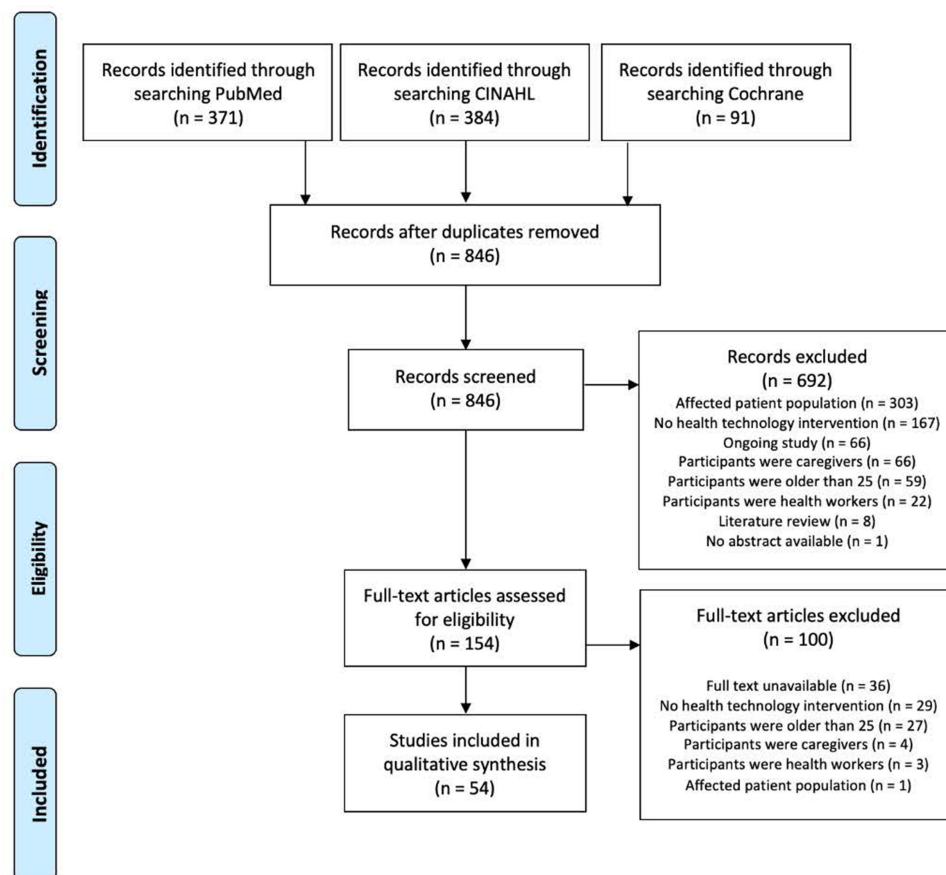 Identification
Records identified through
searching PubMed
(n = 371)
Records identified through
searching CINAHL
(n = 384)
Records identified through
searching Cochrane
(n = 91)
Records after duplicates removed
(n = 846)
Screening
Records screened
(n = 846)
Records excluded
(n = 692)
Affected patient population (n = 303)
No health technology intervention (n = 167)
Ongoing study (n = 66)
Participants were caregivers (n = 66)
Participants were older than 25 (n = 59)
Participants were health workers (n = 22)
Literature review (n = 8)
No abstract available (n = 1)
Eligibility
Full-text articles assessed
for eligibility
(n = 154)
Full-text articles excluded
(n = 100)
Full text unavailable (n = 36)
No health technology intervention (n = 29)
Participants were older than 25 (n = 27)
Participants were caregivers (n = 4)
Participants were health workers (n = 3)
Affected patient population (n = 1)
Included
Studies included in
qualitative synthesis
(n = 54)